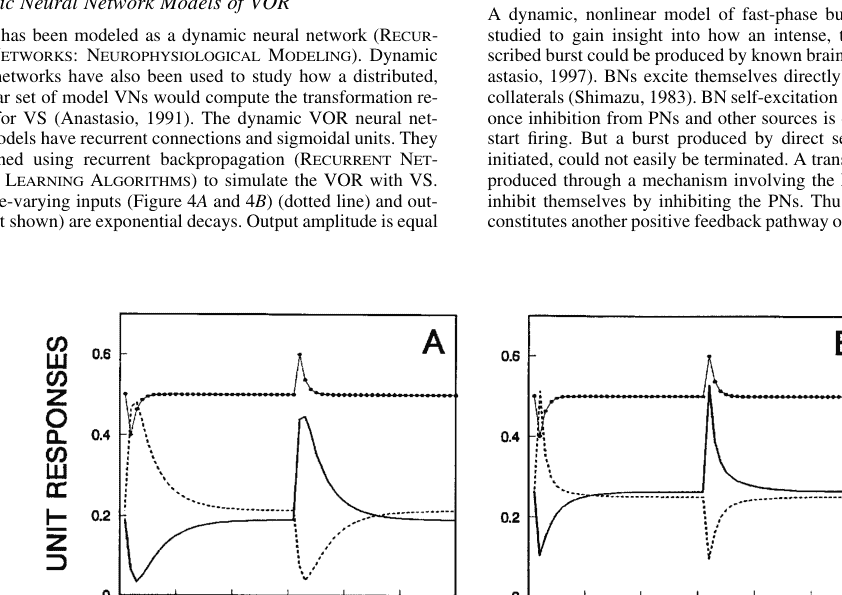 ic Neural Network Models of VOR
has been modeled as a dynamic neural network (RECUR-
ETWORKS: NEUROPHYSIOLOGICAL MODELING). Dynamic
networks have also been used to study how a distributed,
ar set of model VNs would compute the transformation re-
for VS (Anastasio, 1991). The dynamic VOR neural net-
odels have recurrent connections and sigmoidal units. They
ned using recurrent backpropagation (RECURRENT NET-
LEARNING ALGORITHMS) to simulate the VOR with VS.
e-varying inputs (Figure 4A and 4B) (dotted line) and out-
t shown) are exponential decays. Output amplitude is equal
A dynamic, nonlinear model of fast-phase bu
studied to gain insight into how an intense, t
scribed burst could be produced by known brain
astasio, 1997). BNs excite themselves directly
collaterals (Shimazu, 1983). BN self-excitation
once inhibition from PNs and other sources is
start firing. But a burst produced by direct se
initiated, could not easily be terminated. A trans
produced through a mechanism involving the
inhibit themselves by inhibiting the PNs. Thu
constitutes another positive feedback pathway o
UNIT RESPONSES
A
0.6
0.4
0.2
0
B
0.6
0.4
0.2